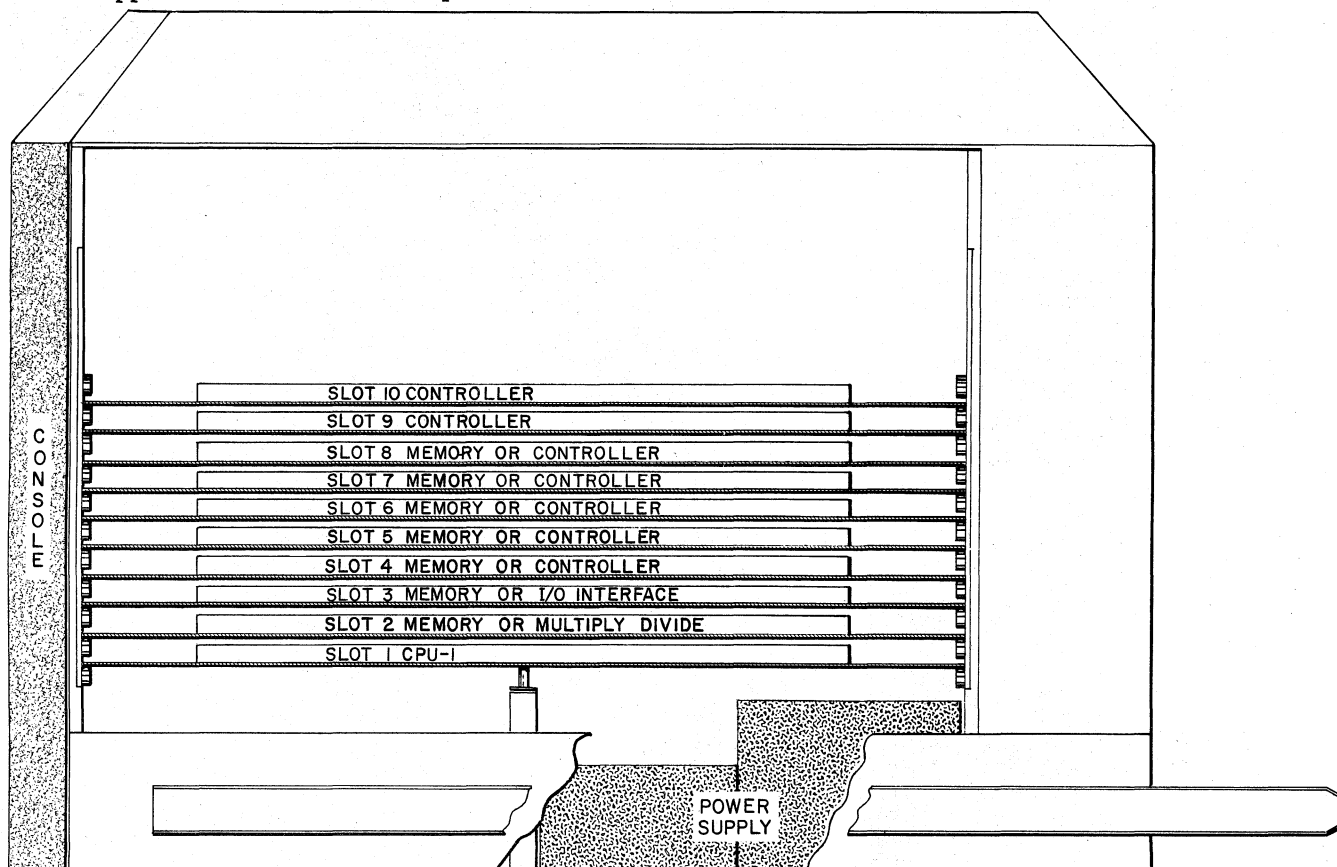 SLOT 10 CONTROLLER
SLOT 9 CONTROLLER
SLOT 8 MEMORY OR CONTROLLER
SLOT 7 MEMORY OR CONTROLLER
SLOT 6 MEMORY OR CONTROLLER
SLOT 5 MEMORY OR CONTROLLER
SLOT 4 MEMORY OR CONTROLLER
SLOT 3 MEMORY OR I/O INTERFACE
SLOT 2 MEMORY OR MULTIPLY DIVIDE
SLOT 1 CPU-1
CONSOLE
POWER
SUPPLY